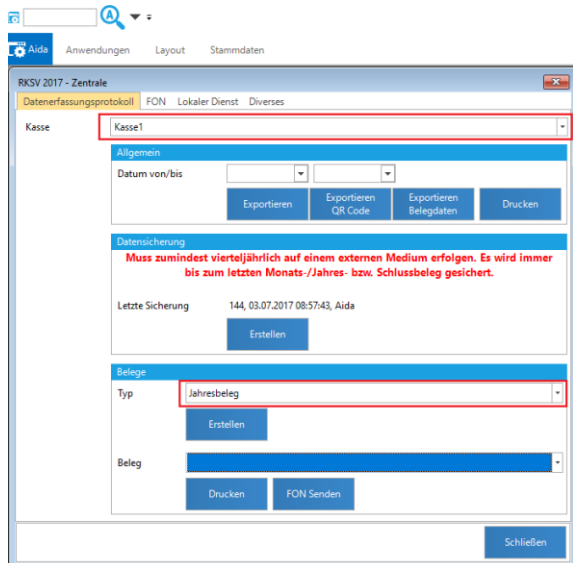 Aida Anwendungen Layout Stammdaten
RKSV 2017 - Zentrale
Datenerfassungsprotokoll FON Lokaler Dienst Diverses
Kasse Kasse1
Allgemein
Datum von/bis
Exportieren Exportieren QR Code Exportieren Belegdaten Drucken
Datensicherung
Muss zumindest vierteljährlich auf einem externen Medium erfolgen. Es wird immer
bis zum letzten Monats-/Jahres- bzw. Schlussbeleg gesichert.
Letzte Sicherung 144, 03.07.2017 08:57:43, Aida
Erstellen
Belege
Typ Jahresbeleg
Erstellen
Beleg
Drucken FON Senden
Schließen